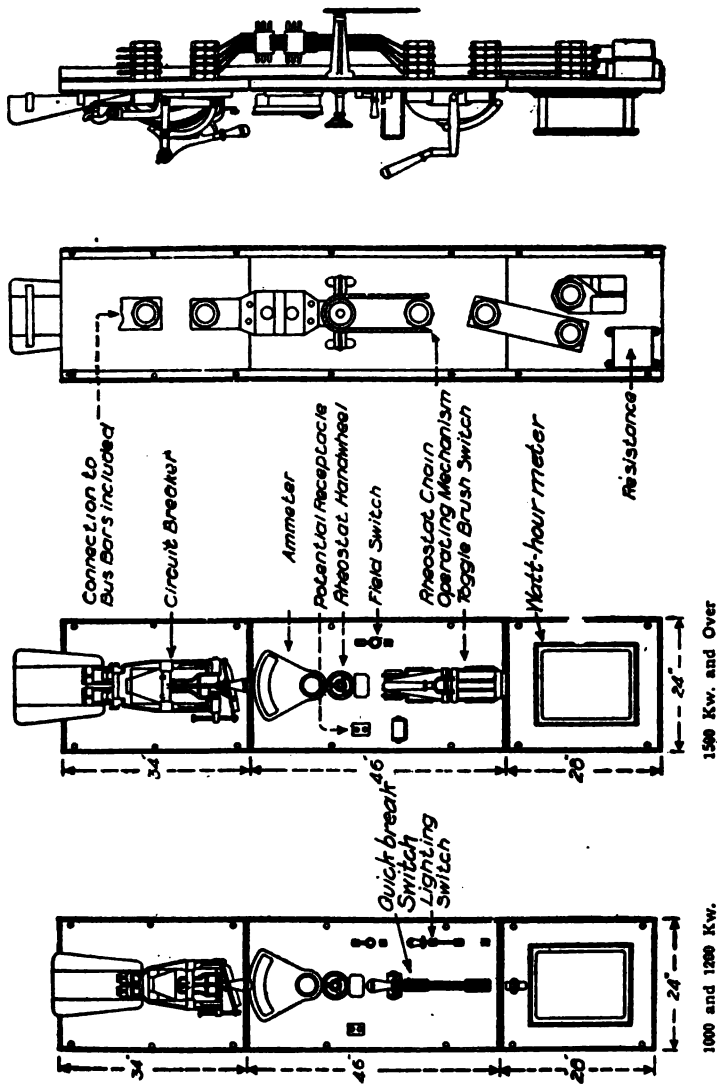 Connection to
Bus Bars included
Circuit Breaker
Ammeter
Potential Receptacle
Rheostat Handwheel
Field Switch
Rheostat Chain
Operating Mechanism
Toggle Brush Switch
Watt-hour meter
Resistance
34"
46"
28"
24"
1500 Kw. and Over
Quick break
Switch
Lighting
Switch
34"
46"
28"
24"
1000 and 1200 Kw.